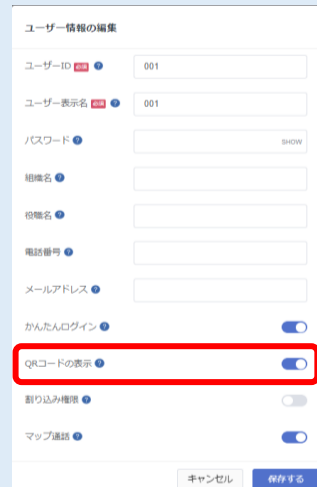 ユーザー情報の編集
ユーザーID 必須 ? 001
ユーザー表示名 必須 ? 001
パスワード ? SHOW
組織名 ?
役職名 ?
電話番号 ?
メールアドレス ?
かんたんログイン ?
QRコードの表示 ?
割り込み権限 ?
マップ通話 ?
キャンセル 保存する